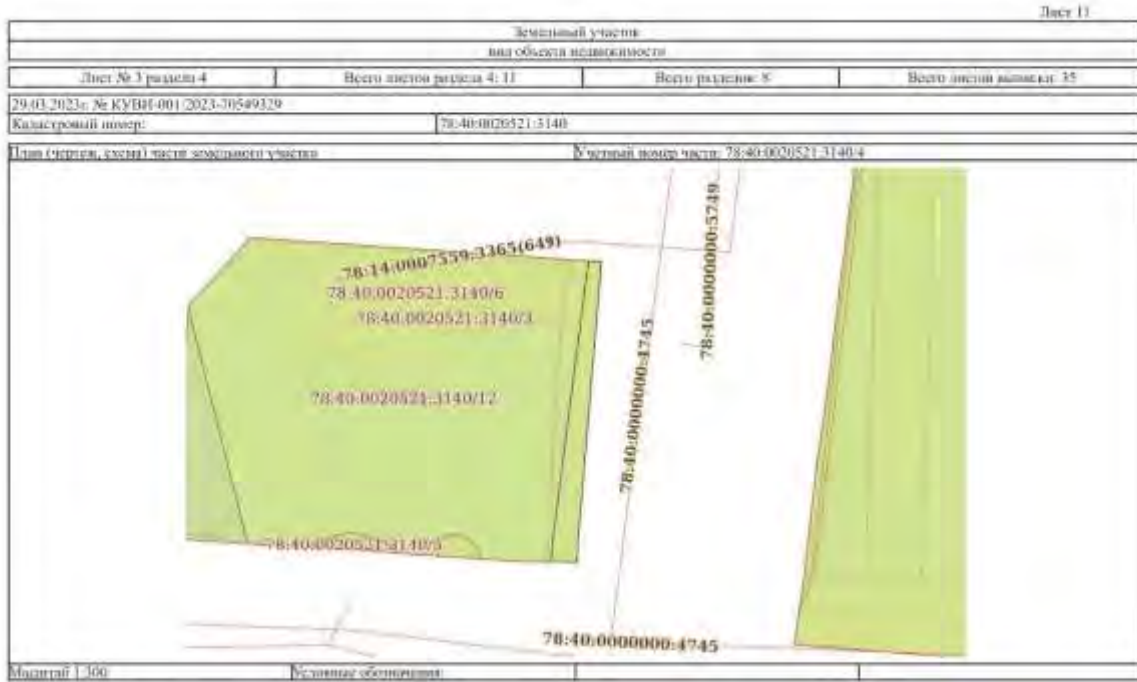 Лист 11
Земельный участок
вид объекта недвижимости
Лист № 3 раздела 4 Всего листов раздела 4: 11 Всего разделов: 8 Всего листов выписки: 35
29.03.2023г. № КУВИ-001/2023-70549329
Кадастровый номер: 78:40:0020521:3140
План (чертеж, схема) части земельного участка Учетный номер части: 78:40:0020521:3140/4
78:14:0007559:3365(649)
78:40:0020521:3140/6
78:40:0020521:3140/3
78:40:0020521:3140/12
78:40:0020521:3140/5
78:40:0000000:4745
78:40:0000000:5749
78:40:0000000:4745
Масштаб 1:300 Условные обозначения: